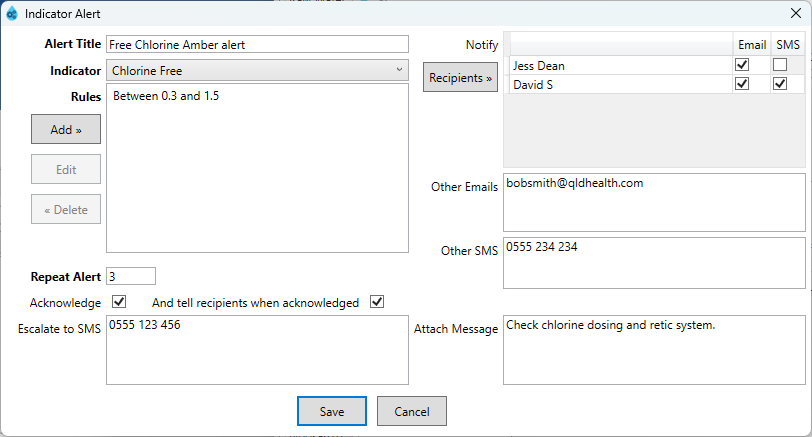 Indicator Alert
Alert Title
Free Chlorine Amber alert
Indicator
Chlorine Free
Rules
Between 0.3 and 1.5
Add »
Edit
« Delete
Repeat Alert
3
Acknowledge
And tell recipients when acknowledged
Escalate to SMS
0555 123 456
Notify
Email SMS
Recipients »
Jess Dean
David S
Other Emails
bobsmith@qldhealth.com
Other SMS
0555 234 234
Attach Message
Check chlorine dosing and retic system.
Save
Cancel